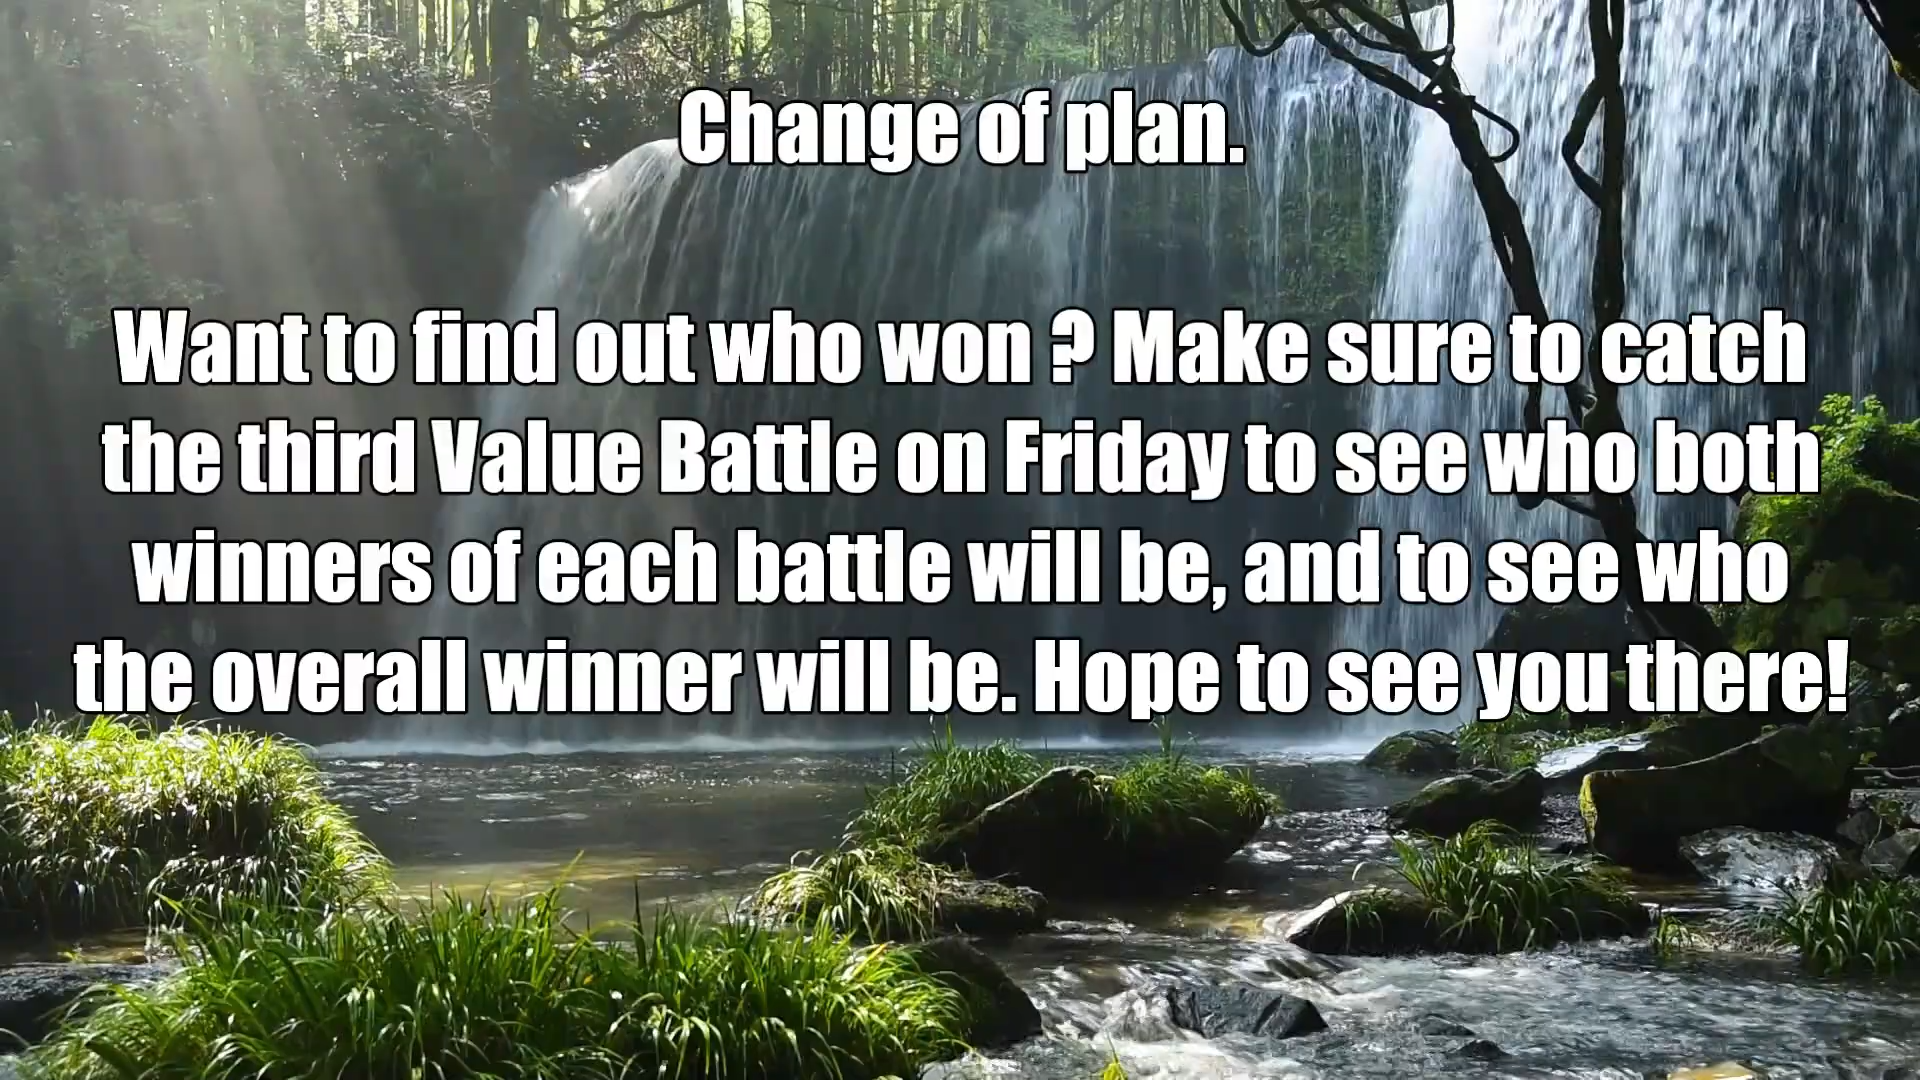 Change of plan.
Want to find out who won ? Make sure to catch
the third Value Battle on Friday to see who both
winners of each battle will be, and to see who
the overall winner will be. Hope to see you there!